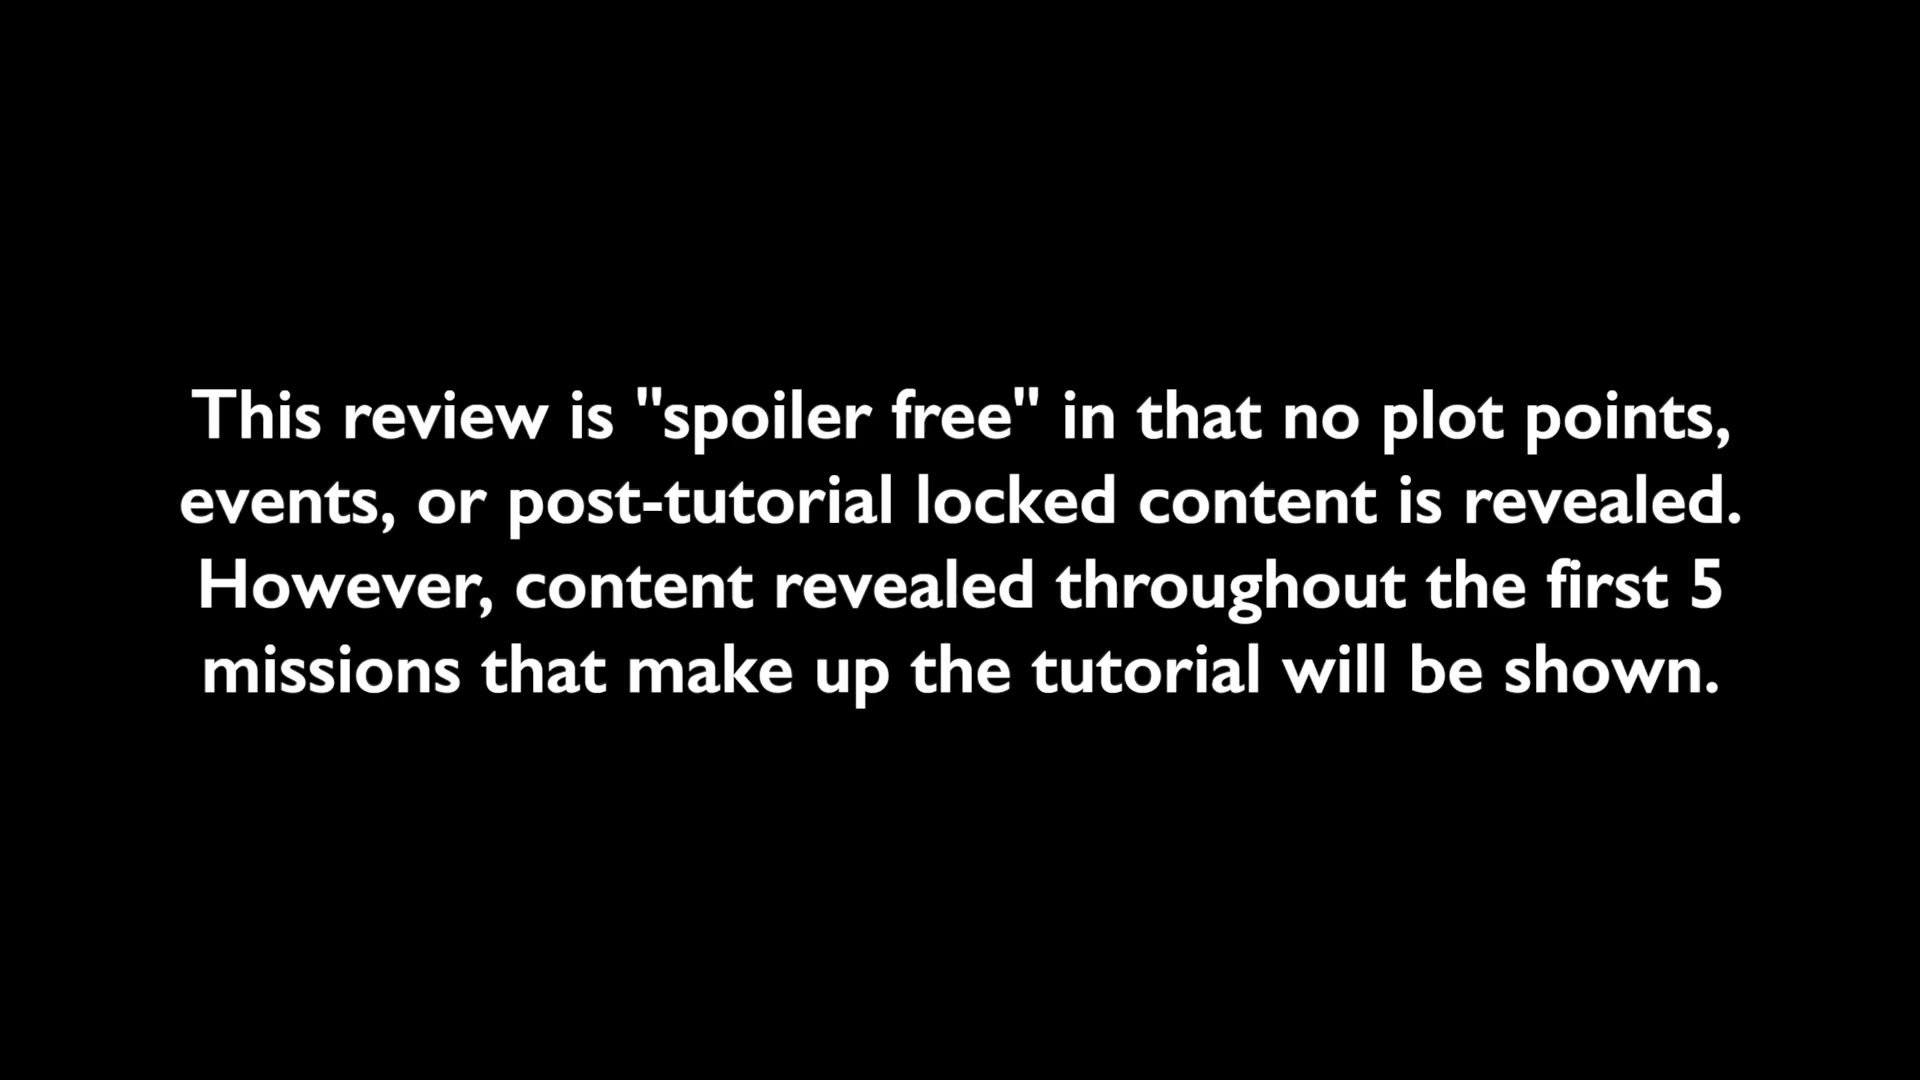 This review is "spoiler free" in that no plot points,
events, or post-tutorial locked content is revealed.
However, content revealed throughout the first 5
missions that make up the tutorial will be shown.